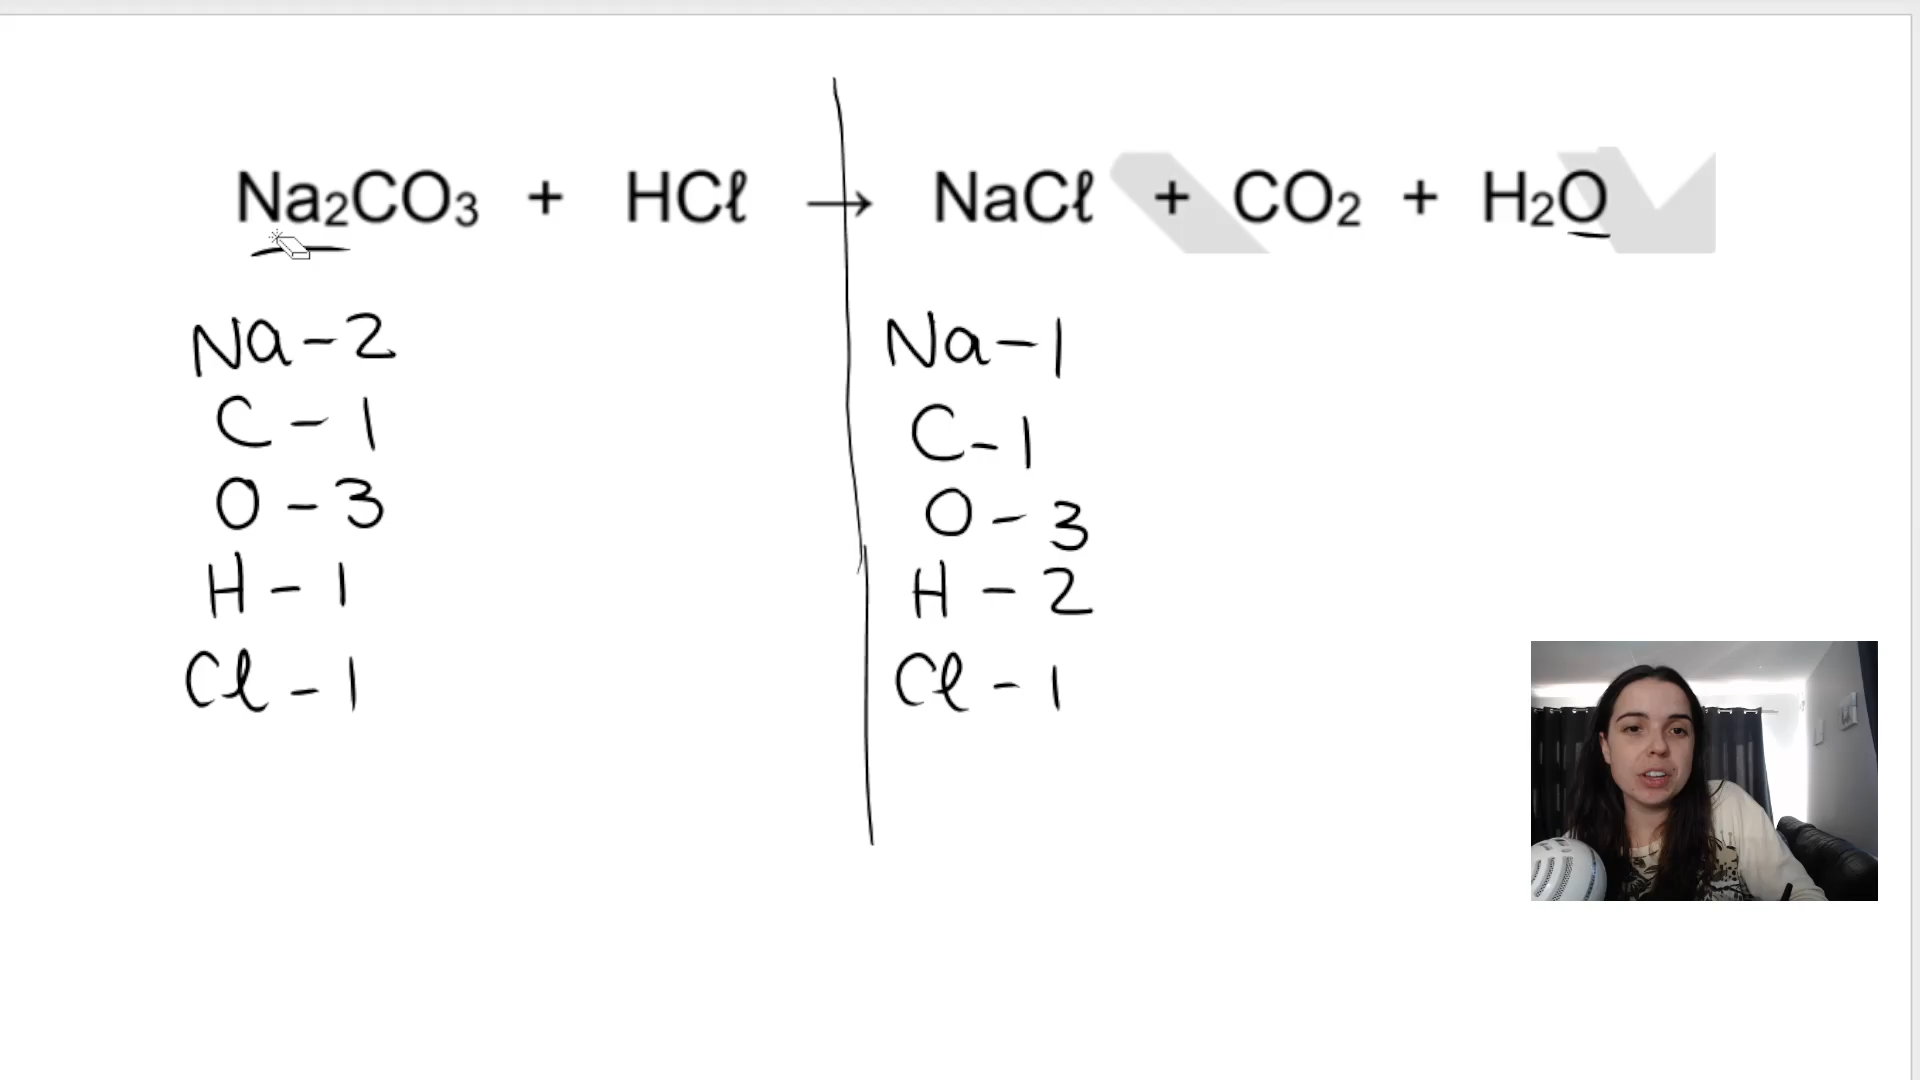 Na₂CO₃ + HCℓ → NaCℓ + CO₂ + H₂O
Na - 2
C - 1
O - 3
H - 1
Cl - 1
Na - 1
C - 1
O - 3
H - 2
Cl - 1